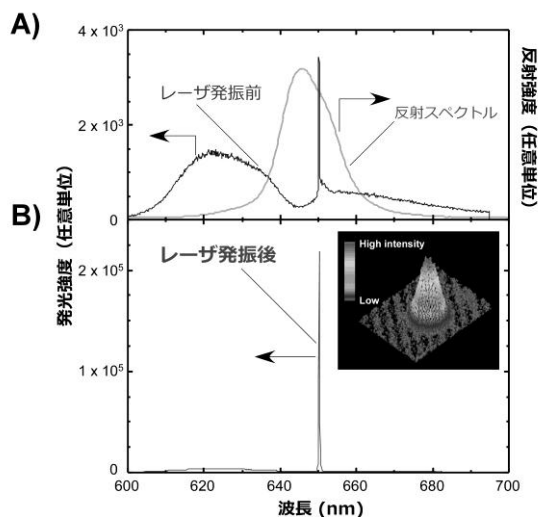 A)
4 x 10³
2 x 10³
0
レーザ発振前
反射スペクトル
反射強度（任意単位）
発光強度（任意単位）
B)
レーザ発振後
2 x 10⁵
1 x 10⁵
0
High intensity
Low
600
620
640
660
680
700
波長 (nm)